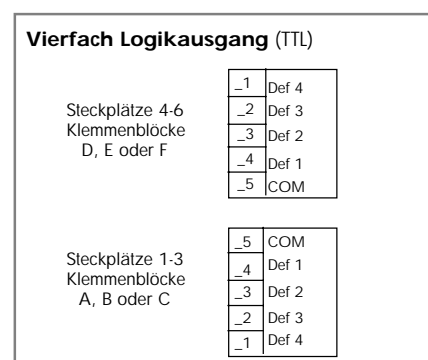 Vierfach Logikausgang (TTL)
Steckplätze 4-6
Klemmenblöcke
D, E oder F
_1 Def 4
_2 Def 3
_3 Def 2
_4 Def 1
_5 COM
Steckplätze 1-3
Klemmenblöcke
A, B oder C
_5 COM
_4 Def 1
_3 Def 2
_2 Def 3
_1 Def 4